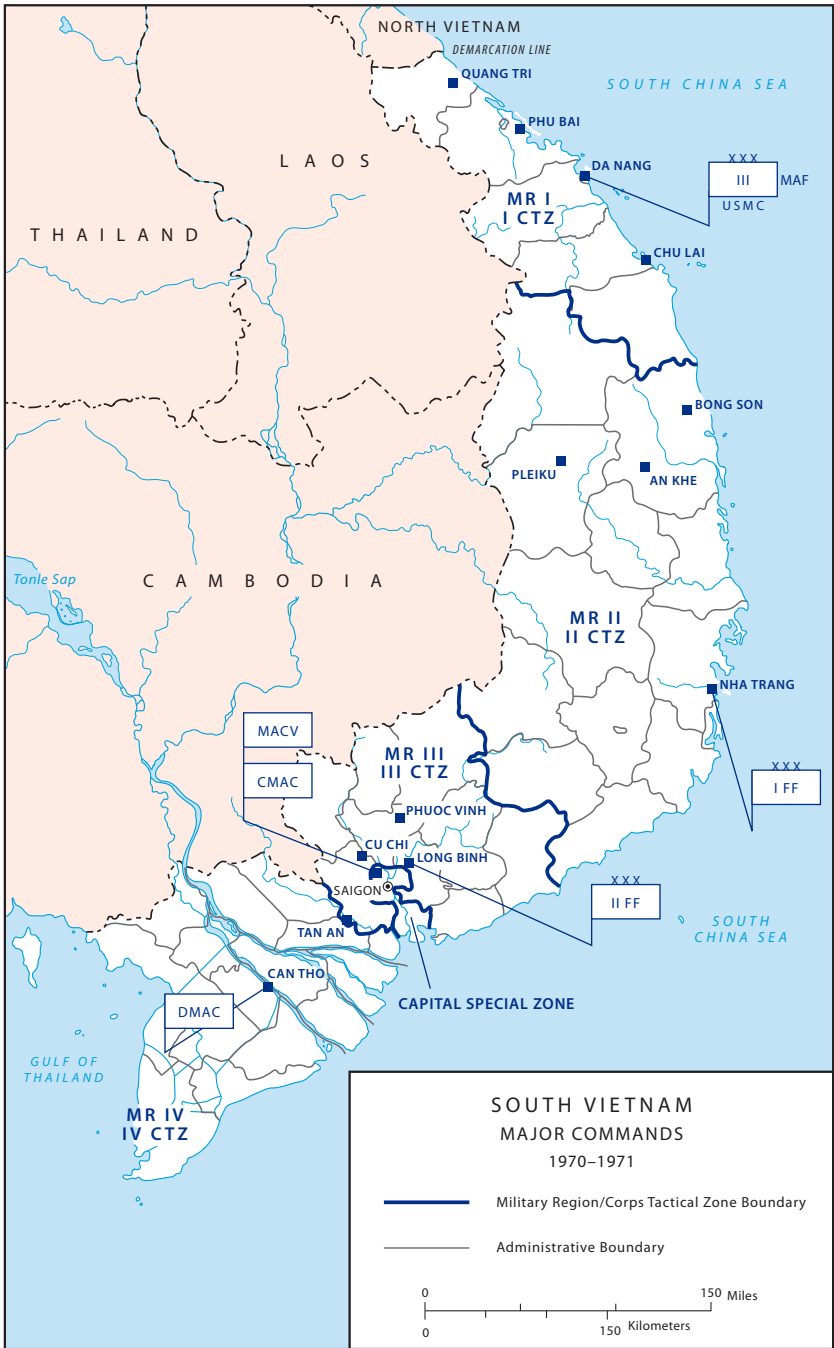 NORTH VIETNAM
DEMARCATION LINE
QUANG TRI
SOUTH CHINA SEA
PHU BAI
LAOS
DA NANG
XXX
III MAF
USMC
MR I
I CTZ
THAILAND
CHU LAI
BONG SON
PLEIKU
AN KHE
Tonle Sap
CAMBODIA
MR II
II CTZ
NHA TRANG
MACV
CMAC
MR III
III CTZ
XXX
I FF
PHUOC VINH
CU CHI
LONG BINH
SAIGON
XXX
II FF
TAN AN
SOUTH
CHINA SEA
CAN THO
CAPITAL SPECIAL ZONE
DMAC
GULF OF
THAILAND
MR IV
IV CTZ
SOUTH VIETNAM
MAJOR COMMANDS
1970–1971
Military Region/Corps Tactical Zone Boundary
Administrative Boundary
0 150 Miles
0 150 Kilometers